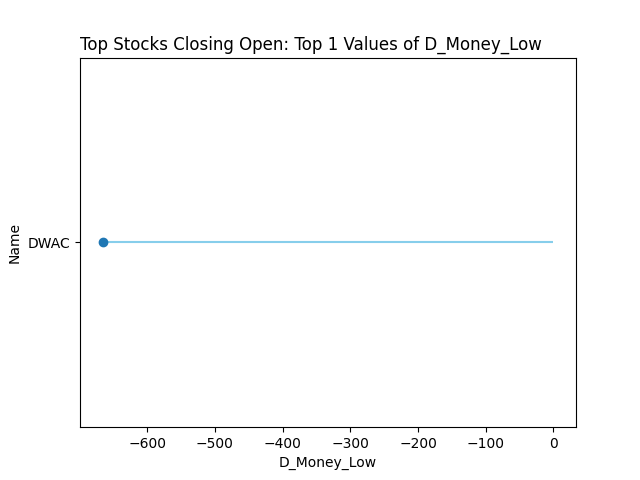 Top Stocks Closing Open: Top 1 Values of D_Money_Low
Name
DWAC
−600 −500 −400 −300 −200 −100 0
D_Money_Low